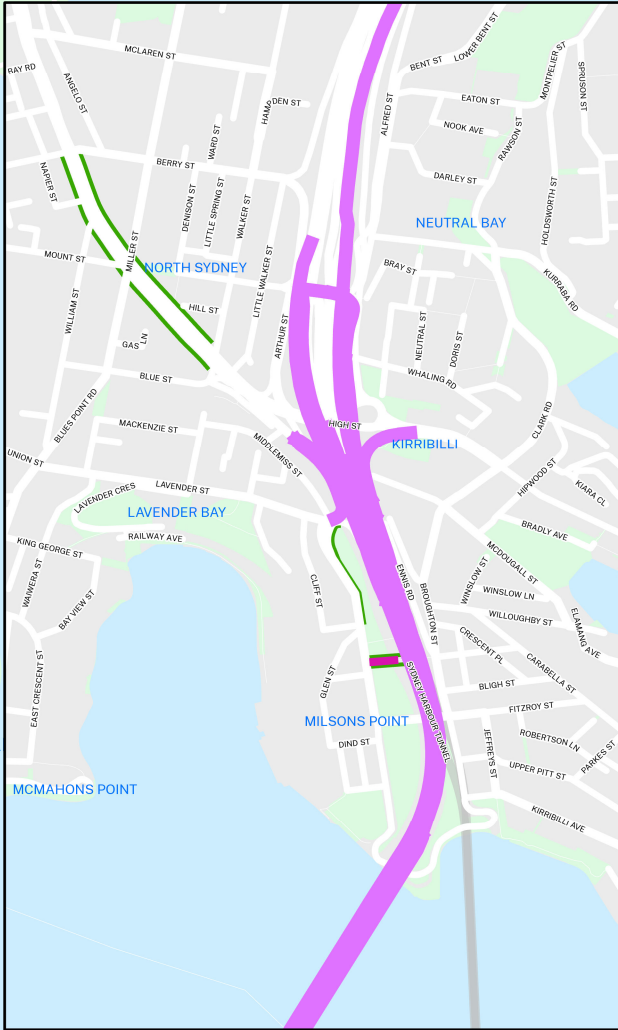 LOWER BENT ST
MCLAREN ST
BENT ST
MONTPELIER ST
RAY RD
SPRUSON ST
ANGELO ST
EATON ST
HAMPDEN ST
ALFRED ST
NOOK AVE
RAWSON ST
WARD ST
BERRY ST
DARLEY ST
NAPIER ST
DENISON ST
LITTLE SPRING ST
WALKER ST
HOLDSWORTH ST
NEUTRAL BAY
MILLER ST
MOUNT ST
NORTH SYDNEY
LITTLE WALKER ST
BRAY ST
KURRABA RD
WILLIAM ST
HILL ST
ARTHUR ST
NEUTRAL ST
DORIS ST
GAS LN
BLUE ST
WHALING RD
BLUES POINT RD
MACKENZIE ST
HIGH ST
CLARK RD
KIRRIBILLI
MIDDLEMISS ST
UNION ST
HIPWOOD ST
LAVENDER CRES
LAVENDER ST
KIARA CL
LAVENDER BAY
BRADLY AVE
RAILWAY AVE
KING GEORGE ST
MCDOUGALL ST
WAIWERA ST
CLIFF ST
ENNIS RD
WINSLOW ST
BAY VIEW ST
BROUGHTON ST
WINSLOW LN
WILLOUGHBY ST
ELAMANG AVE
CRESCENT PL
CARABELLA ST
EAST CRESCENT ST
GLEN ST
SYDNEY HARBOUR TUNNEL
BLIGH ST
FITZROY ST
MILSONS POINT
DIND ST
JEFFREYS ST
ROBERTSON LN
PARKES ST
UPPER PITT ST
MCMAHONS POINT
KIRRIBILLI AVE